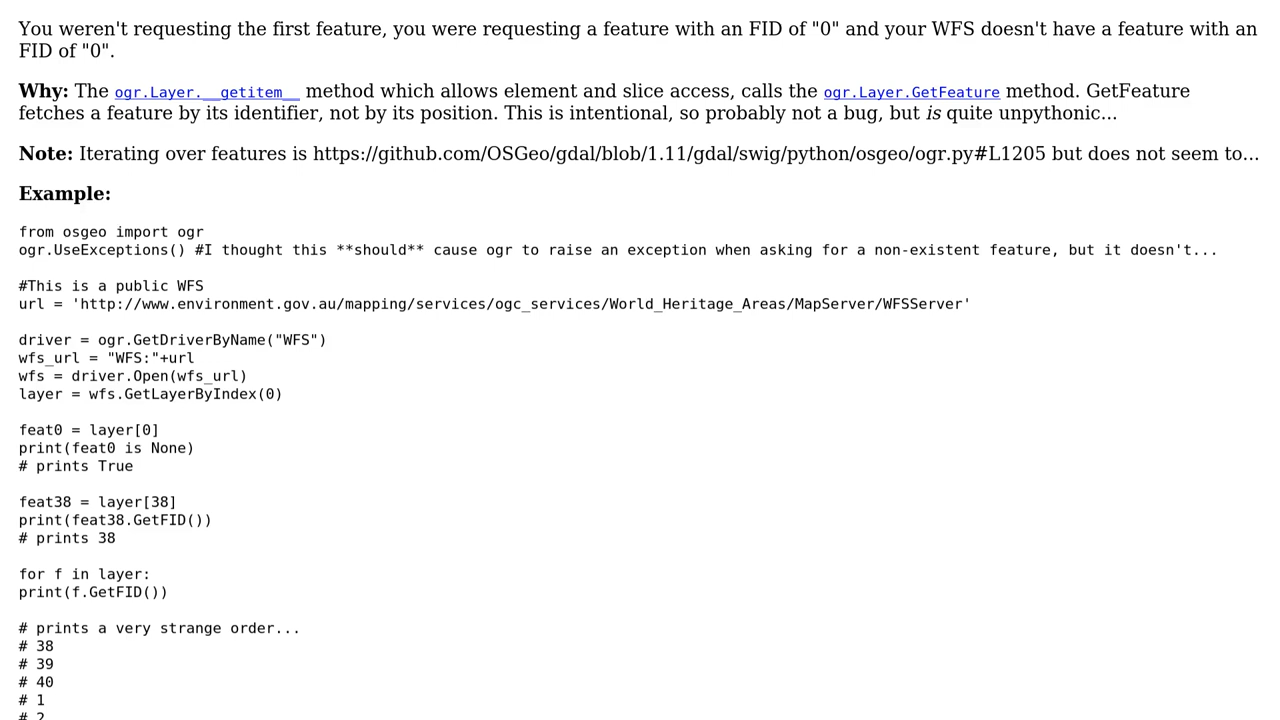 You weren't requesting the first feature, you were requesting a feature with an FID of "0" and your WFS doesn't have a feature with an
FID of "0".
Why: The ogr.Layer.__getitem__ method which allows element and slice access, calls the ogr.Layer.GetFeature method. GetFeature
fetches a feature by its identifier, not by its position. This is intentional, so probably not a bug, but is quite unpythonic...
Note: Iterating over features is https://github.com/OSGeo/gdal/blob/1.11/gdal/swig/python/osgeo/ogr.py#L1205 but does not seem to...
Example:
from osgeo import ogr
ogr.UseExceptions() #I thought this **should** cause ogr to raise an exception when asking for a non-existent feature, but it doesn't...
#This is a public WFS
url = 'http://www.environment.gov.au/mapping/services/ogc_services/World_Heritage_Areas/MapServer/WFSServer'
driver = ogr.GetDriverByName("WFS")
wfs_url = "WFS:"+url
wfs = driver.Open(wfs_url)
layer = wfs.GetLayerByIndex(0)
feat0 = layer[0]
print(feat0 is None)
# prints True
feat38 = layer[38]
print(feat38.GetFID())
# prints 38
for f in layer:
print(f.GetFID())
# prints a very strange order...
# 38
# 39
# 40
# 1
# 2